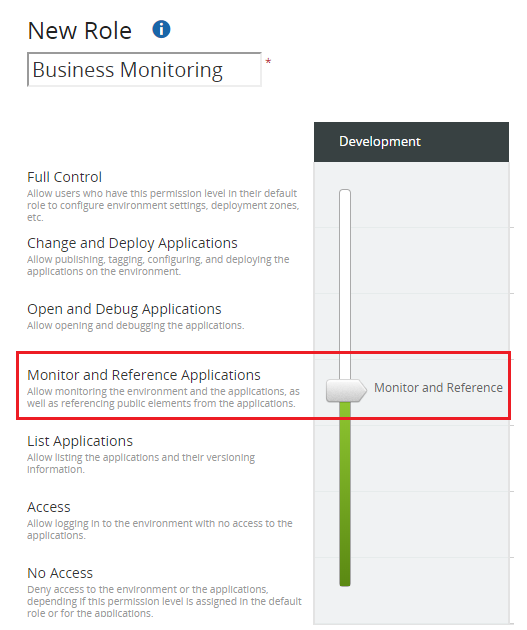 New Role
Business Monitoring *
Development
Full Control
Allow users who have this permission level in their default
role to configure environment settings, deployment zones,
etc.
Change and Deploy Applications
Allow publishing, tagging, configuring, and deploying the
applications on the environment.
Open and Debug Applications
Allow opening and debugging the applications.
Monitor and Reference Applications
Allow monitoring the environment and the applications, as
well as referencing public elements from the applications.
Monitor and Reference
List Applications
Allow listing the applications and their versioning
information.
Access
Allow logging in to the environment with no access to the
applications.
No Access
Deny access to the environment or the applications,
depending if this permission level is assigned in the default
role or for the applications.